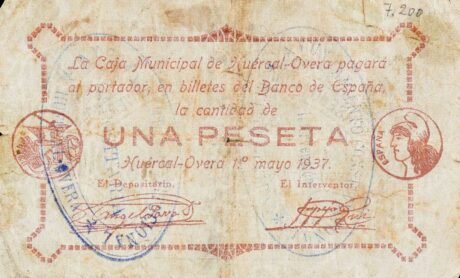 7.200
La Caja Municipal de Huércal-Overa pagará
al portador, en billetes del Banco de España,
la cantidad de
UNA PESETA
Huércal-Overa 1.º mayo 1937.
El Depositario,
El Interventor,
ESPAÑA